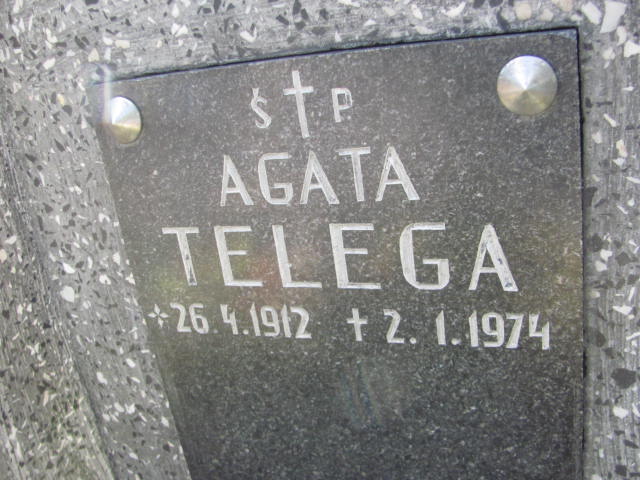 Ś † P
AGATA
TELEGA
* 26.4.1912 † 2.1.1974